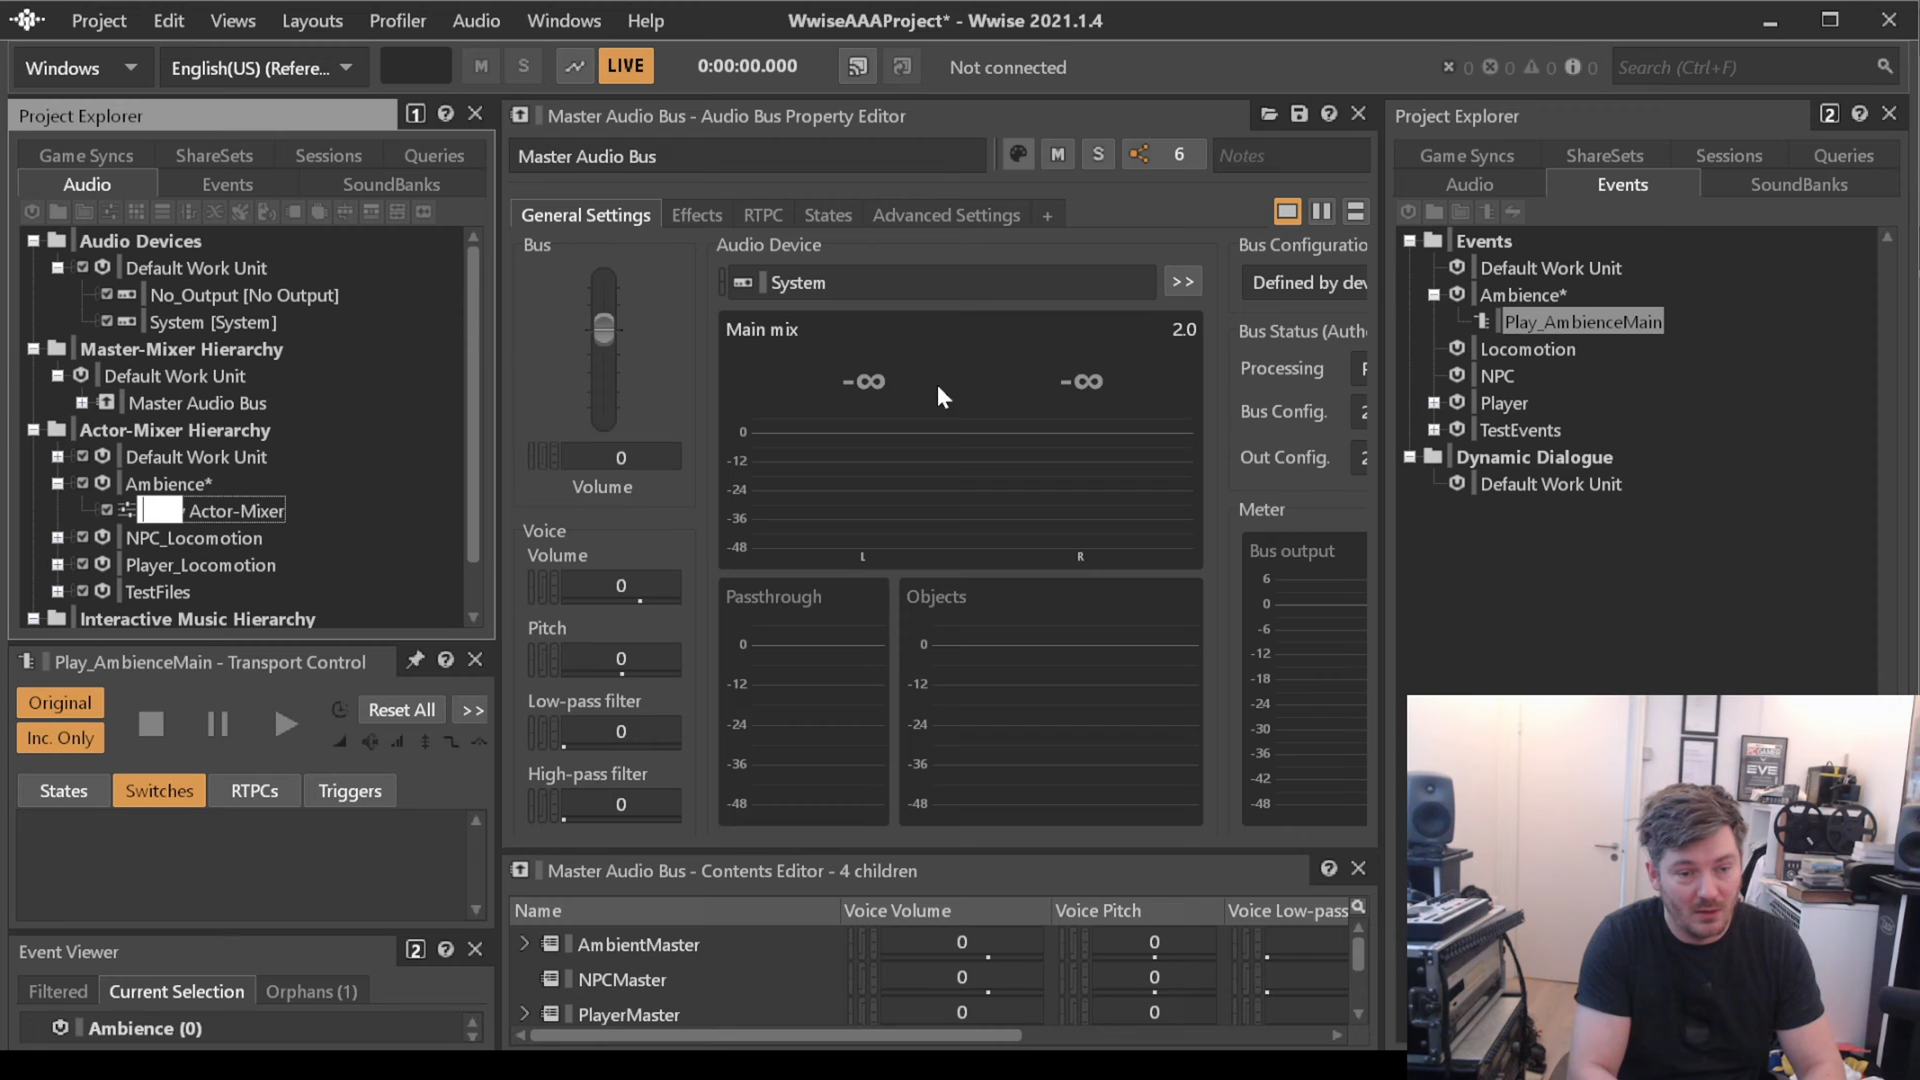 Project Edit Views Layouts Profiler Audio Windows Help
WwiseAAAProject* - Wwise 2021.1.4
Windows
English(US) (Refere...
M S
LIVE
0:00:00.000
Not connected
0 0 0 0
Search (Ctrl+F)
Project Explorer
1
Game Syncs ShareSets Sessions Queries
Audio Events SoundBanks
Audio Devices
Default Work Unit
No_Output [No Output]
System [System]
Master-Mixer Hierarchy
Default Work Unit
Master Audio Bus
Actor-Mixer Hierarchy
Default Work Unit
Ambience*
Actor-Mixer
NPC_Locomotion
Player_Locomotion
TestFiles
Interactive Music Hierarchy
Play_AmbienceMain - Transport Control
Original
Inc. Only
Reset All >>
States Switches RTPCs Triggers
Event Viewer
2
Filtered Current Selection Orphans (1)
Ambience (0)
Master Audio Bus - Audio Bus Property Editor
Master Audio Bus
M S 6
Notes
General Settings Effects RTPC States Advanced Settings +
Bus
0
Volume
Voice
Volume
0
Pitch
0
Low-pass filter
0
High-pass filter
0
Audio Device
System >>
Main mix 2.0
-∞ -∞
0
-12
-24
-36
-48
L R
Passthrough
0
-12
-24
-36
-48
Objects
0
-12
-24
-36
-48
Bus Configuratio
Defined by dev
Bus Status (Auth
Processing
Bus Config. 2
Out Config. 2
Meter
Bus output
6
0
-6
-12
-18
-24
-30
-36
-42
-48
Master Audio Bus - Contents Editor - 4 children
Name Voice Volume Voice Pitch Voice Low-pass
AmbientMaster 0 0
NPCMaster 0 0
PlayerMaster 0 0
Project Explorer
2
Game Syncs ShareSets Sessions Queries
Audio Events SoundBanks
Events
Default Work Unit
Ambience*
Play_AmbienceMain
Locomotion
NPC
Player
TestEvents
Dynamic Dialogue
Default Work Unit
EVE